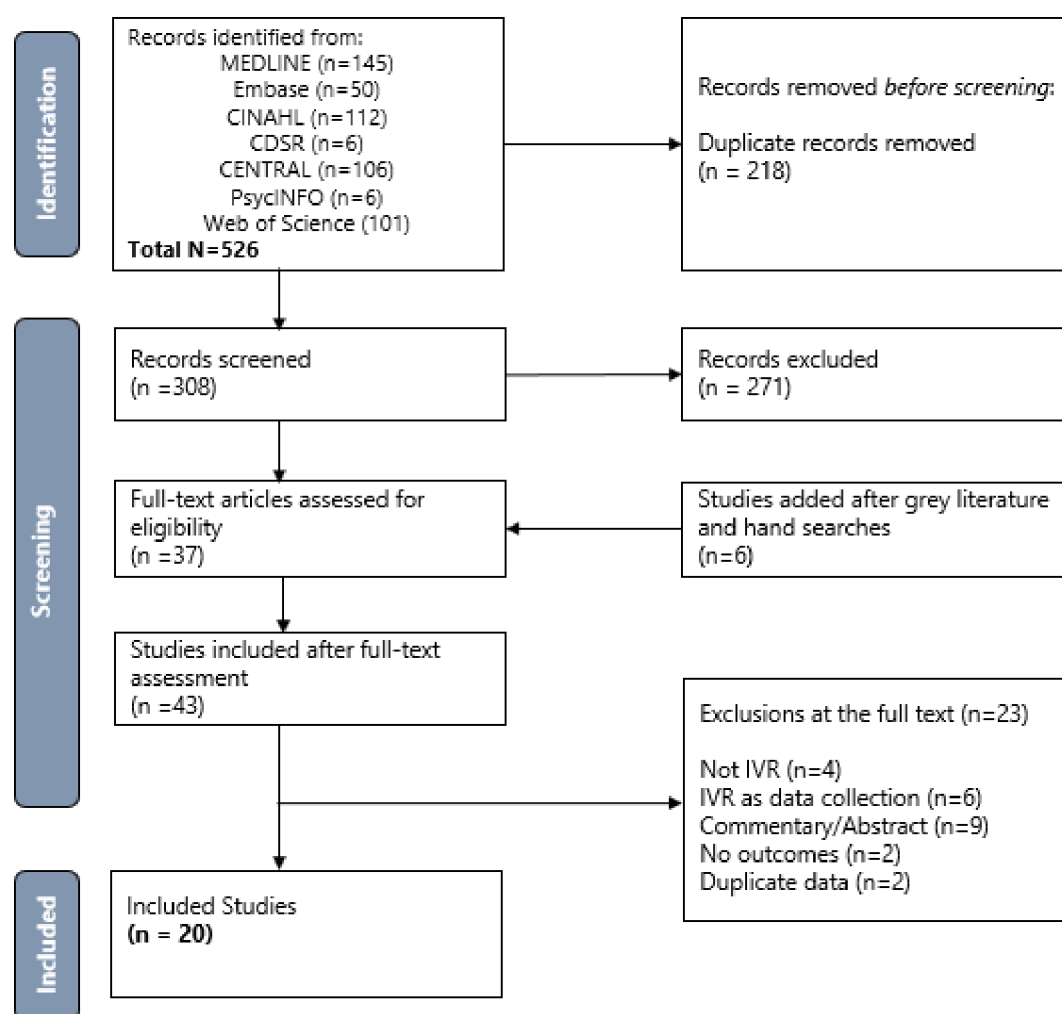 Identification
Records identified from:
MEDLINE (n=145)
Embase (n=50)
CINAHL (n=112)
CDSR (n=6)
CENTRAL (n=106)
PsycINFO (n=6)
Web of Science (101)
Total N=526
Records removed before screening:
Duplicate records removed
(n = 218)
Screening
Records screened
(n =308)
Records excluded
(n = 271)
Full-text articles assessed for
eligibility
(n =37)
Studies added after grey literature
and hand searches
(n=6)
Studies included after full-text
assessment
(n =43)
Exclusions at the full text (n=23)
Not IVR (n=4)
IVR as data collection (n=6)
Commentary/Abstract (n=9)
No outcomes (n=2)
Duplicate data (n=2)
Included
Included Studies
(n = 20)